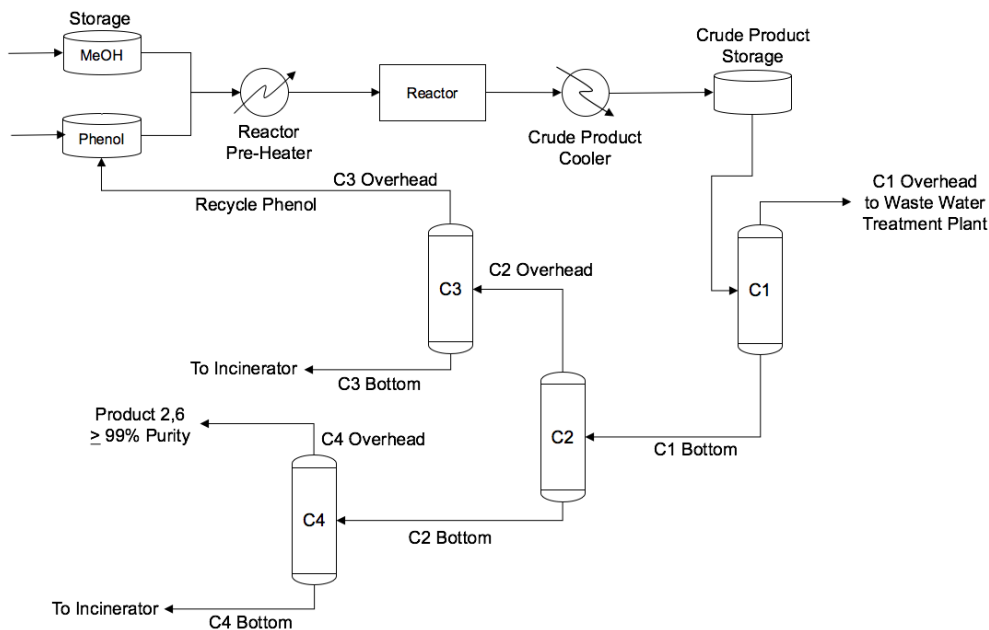 Storage
MeOH
Phenol
Reactor
Pre-Heater
Reactor
Crude Product
Cooler
Crude Product
Storage
C3 Overhead
Recycle Phenol
C1 Overhead
to Waste Water
Treatment Plant
C2 Overhead
C3
C1
To Incinerator
C3 Bottom
Product 2,6
≥ 99% Purity
C4 Overhead
C2
C1 Bottom
C4
C2 Bottom
To Incinerator
C4 Bottom